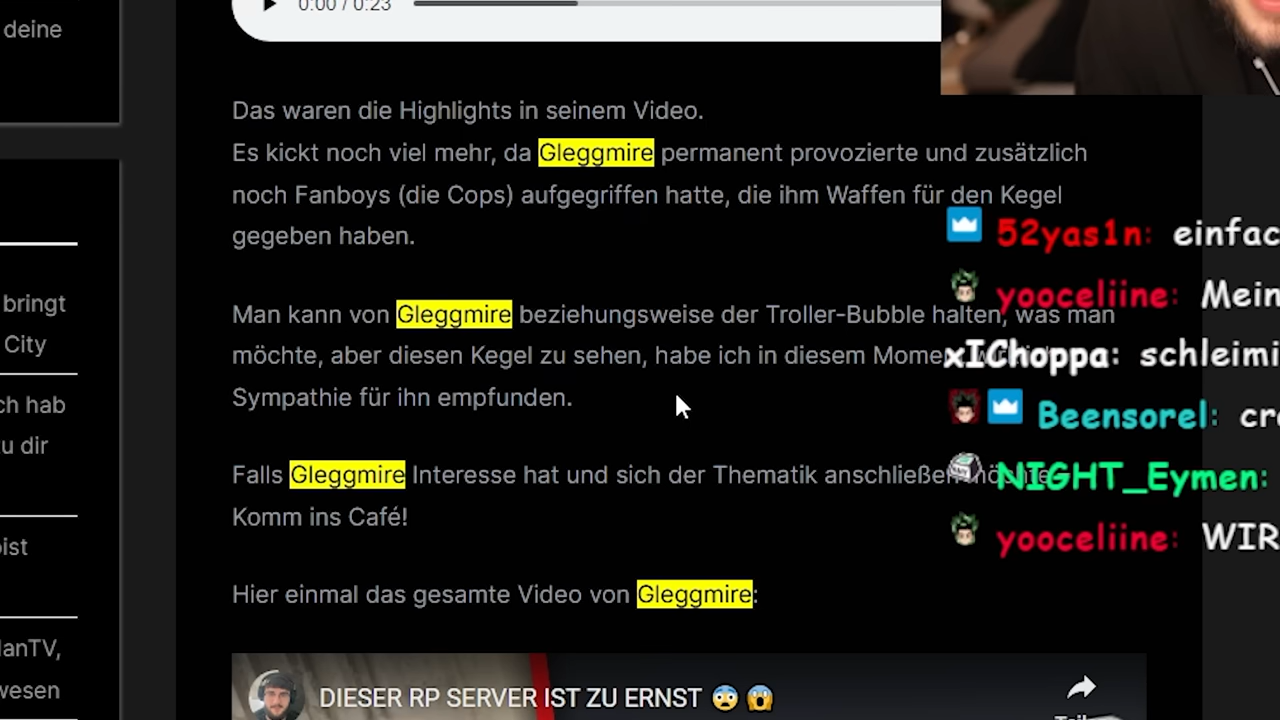 deine
0:00 / 0:23
Das waren die Highlights in seinem Video.
Es kickt noch viel mehr, da Gleggmire permanent provozierte und zusätzlich
noch Fanboys (die Cops) aufgegriffen hatte, die ihm Waffen für den Kegel
gegeben haben.
Man kann von Gleggmire beziehungsweise der Troller-Bubble halten, was man
möchte, aber diesen Kegel zu sehen, habe ich in diesem
Sympathie für ihn empfunden.
Falls Gleggmire Interesse hat und sich der Thematik
Komm ins Café!
Hier einmal das gesamte Video von Gleggmire:
DIESER RP SERVER IST ZU ERNST 😨 😱
bringt
City
ch hab
u dir
anTV,
wesen
52yas1n: einfac
yooceliine: Mein
xIChoppa: schleimi
Beensorel: cr
NIGHT_Eymen:
yooceliine: WIR